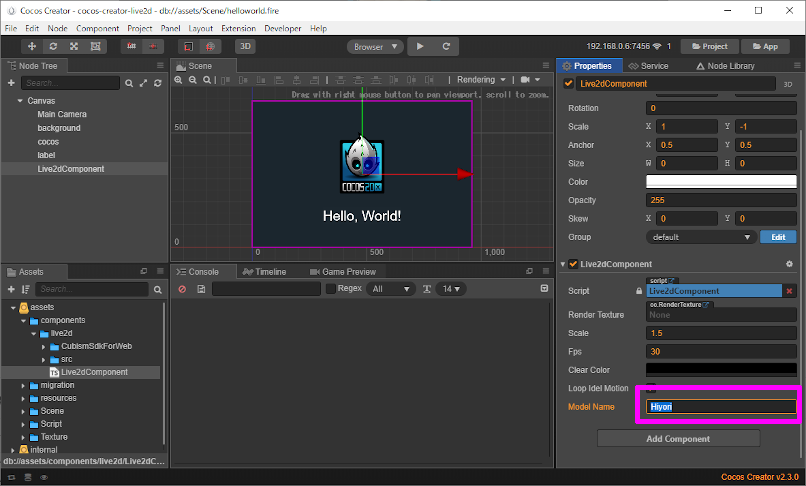 Cocos Creator - cocos-creator-live2d - db://assets/Scene/helloworld.fire
File Edit Node Component Project Panel Layout Extension Developer Help
3D Browser 192.168.0.6:7456 1 Project App
Node Tree
Search...
Canvas
Main Camera
background
cocos
label
Live2dComponent
Scene
Rendering
Drag with right mouse button to pan viewport, scroll to zoom.
500
COCOS2DX
Hello, World!
0
0 500 1,000
Assets
Search...
assets
components
live2d
CubismSdkForWeb
src
TS Live2dComponent
migration
resources
Scene
Script
Texture
internal
db://assets/components/live2d/Live2dC...
Console Timeline Game Preview
Regex All 14
Properties Service Node Library
Live2dComponent 3D
Rotation 0
Scale X 1 Y -1
Anchor X 0.5 Y 0.5
Size W 0 H 0
Color
Opacity 255
Skew X 0 Y 0
Group default Edit
Live2dComponent
script
Script Live2dComponent
cc.RenderTexture
Render Texture None
Scale 1.5
Fps 30
Clear Color
Loop Idel Motion
Model Name Hiyori
Add Component
Cocos Creator v2.3.0